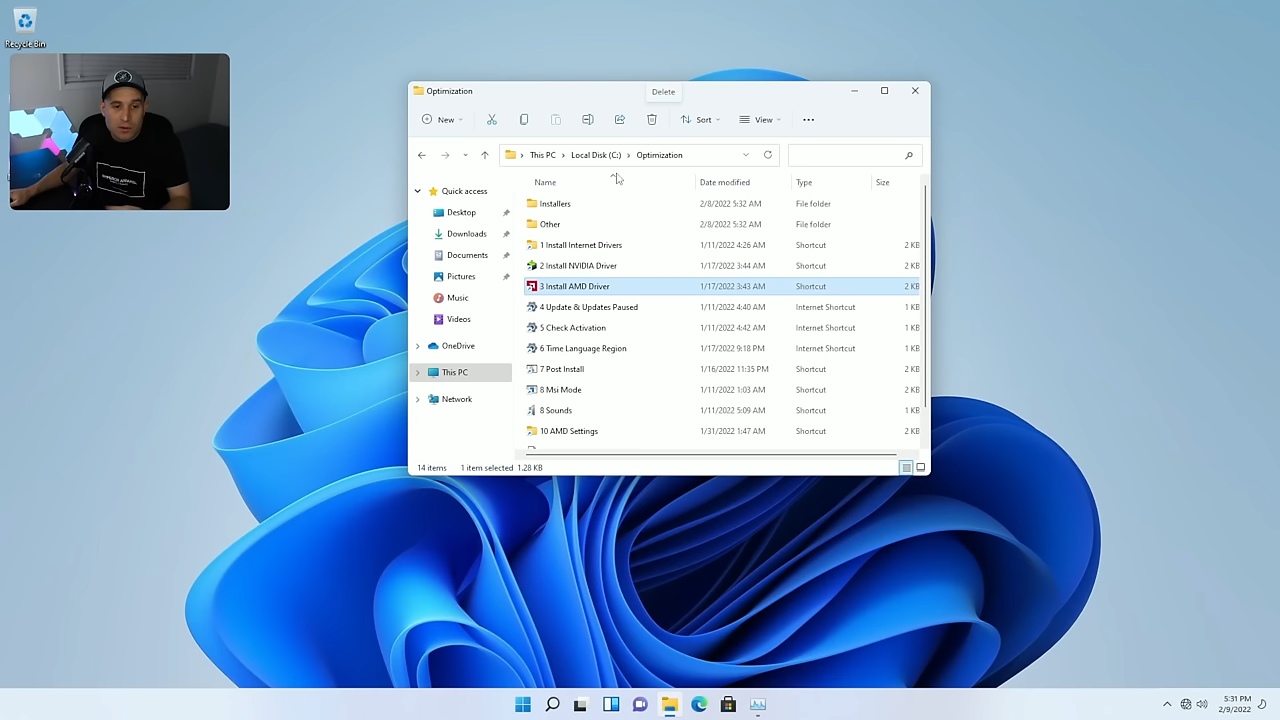 Recycle Bin
Optimization
Delete
New
Sort
View
This PC > Local Disk (C:) > Optimization
Name Date modified Type Size
Quick access
Desktop
Downloads
Documents
Pictures
Music
Videos
OneDrive
This PC
Network
Installers 2/8/2022 5:32 AM File folder
Other 2/8/2022 5:32 AM File folder
1 Install Internet Drivers 1/11/2022 4:26 AM Shortcut 2 KB
2 Install NVIDIA Driver 1/17/2022 3:44 AM Shortcut 2 KB
3 Install AMD Driver 1/17/2022 3:43 AM Shortcut 2 KB
4 Update & Updates Paused 1/11/2022 4:40 AM Internet Shortcut 1 KB
5 Check Activation 1/11/2022 4:42 AM Internet Shortcut 1 KB
6 Time Language Region 1/17/2022 9:18 PM Internet Shortcut 1 KB
7 Post Install 1/16/2022 11:35 PM Shortcut 2 KB
8 Msi Mode 1/11/2022 1:03 AM Shortcut 2 KB
8 Sounds 1/11/2022 5:09 AM Shortcut 1 KB
10 AMD Settings 1/31/2022 1:47 AM Shortcut 2 KB
14 items 1 item selected 1.28 KB
5:31 PM
2/9/2022